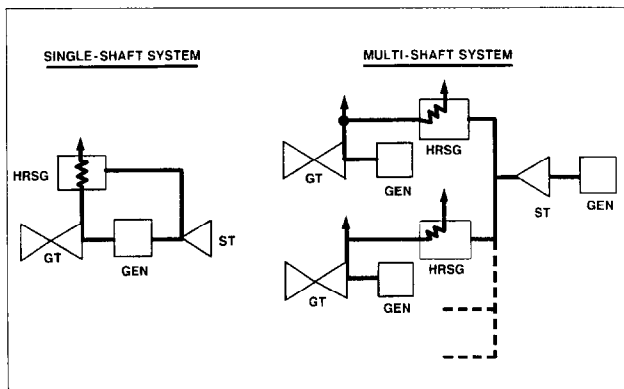 SINGLE-SHAFT SYSTEM
MULTI-SHAFT SYSTEM
HRSG
GT
GEN
ST
GT
GEN
HRSG
ST
GEN
GT
GEN
HRSG